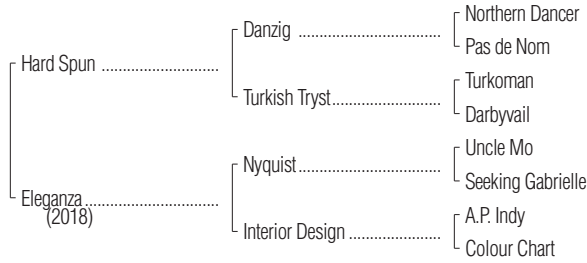 Northern Dancer
Danzig ..............................
Pas de Nom
Hard Spun .........................
Turkoman
Turkish Tryst.......................
Darbyvail
Uncle Mo
Nyquist ..............................
Seeking Gabrielle
Eleganza .............................
(2018)
A.P. Indy
Interior Design ....................
Colour Chart